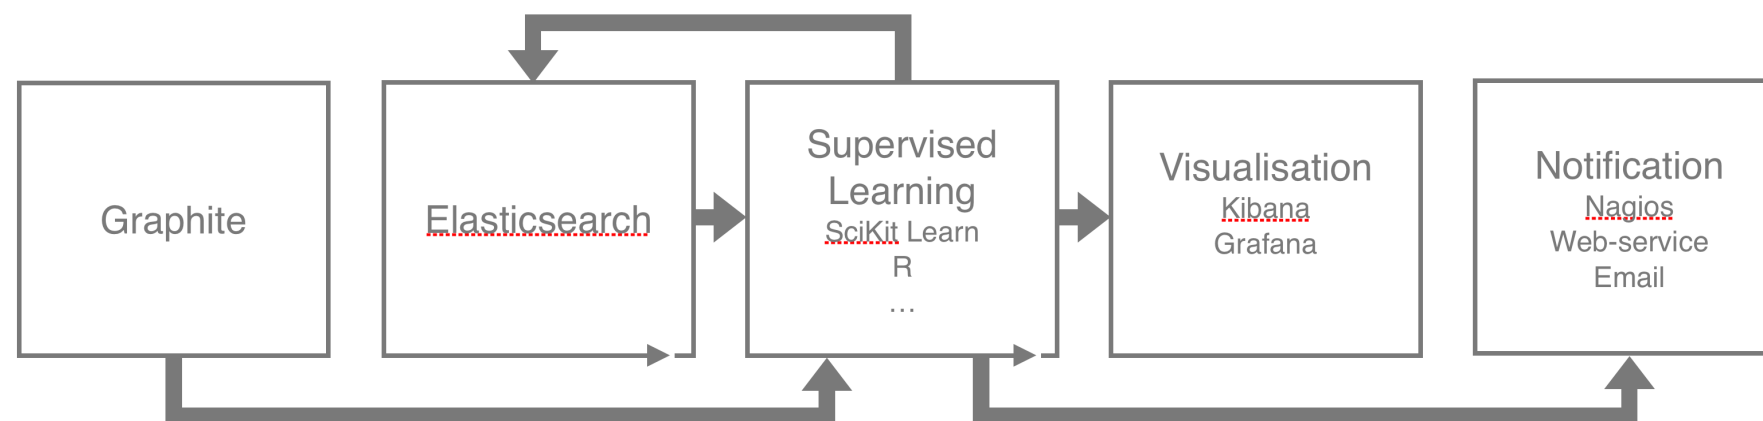 Graphite
Elasticsearch
Supervised
Learning
SciKit Learn
R
...
Visualisation
Kibana
Grafana
Notification
Nagios
Web-service
Email